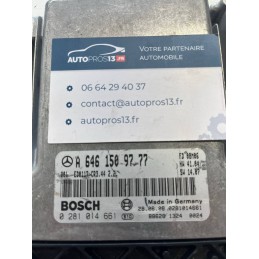 AUTOPROS13.FR
VOTRE PARTENAIRE
AUTOMOBILE
06 64 29 40 37
contact@autopros13.fr
autopros13.fr
A 646 150 97 77
BOSCH
0 281 014 661
Made in Germany